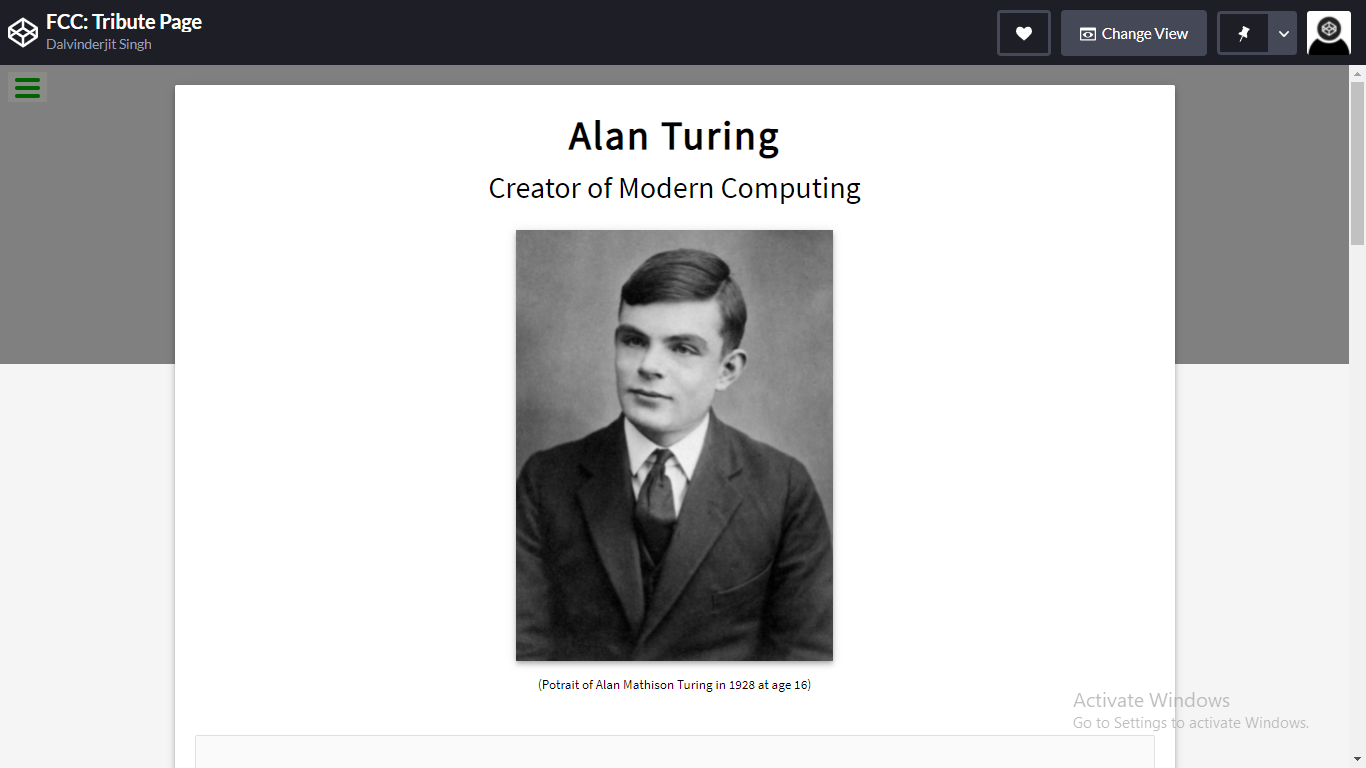 FCC: Tribute Page
Dalvinderjit Singh
Change View
Alan Turing
Creator of Modern Computing
(Potrait of Alan Mathison Turing in 1928 at age 16)
Activate Windows
Go to Settings to activate Windows.